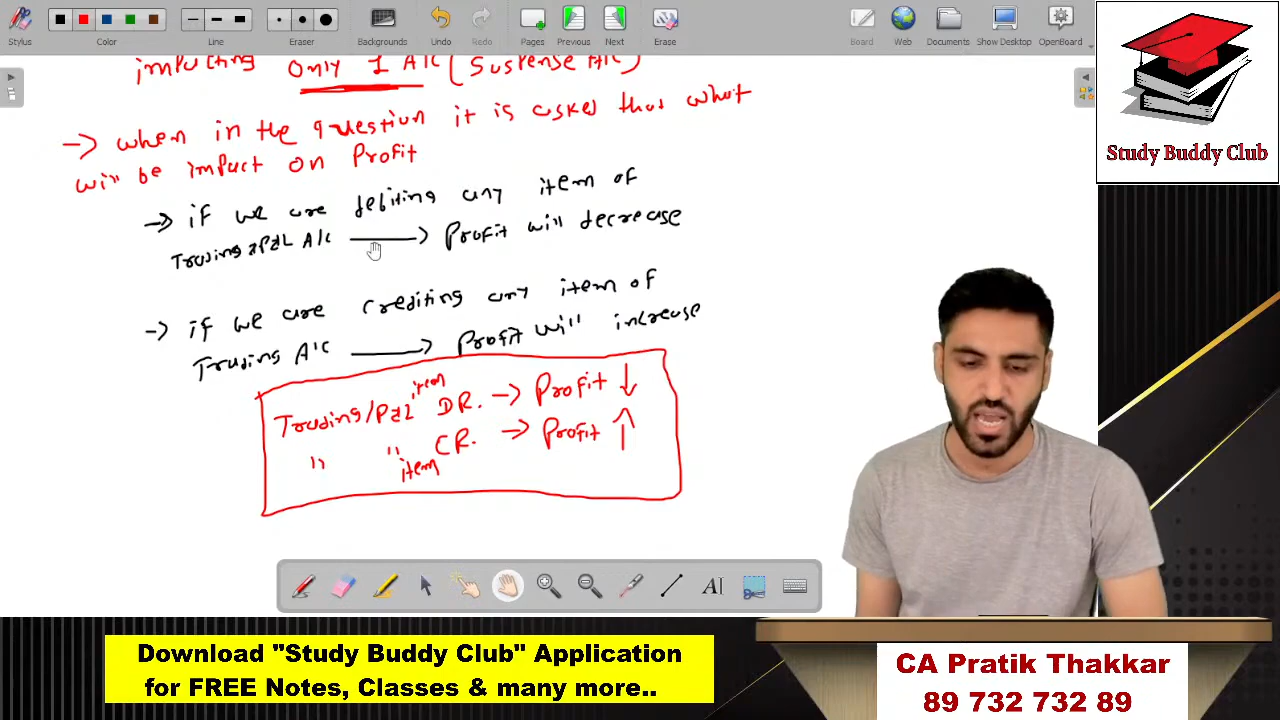 Stylus Color Line Eraser Backgrounds Undo Redo Pages Previous Next Erase Board Web Documents Show Desktop OpenBoard
Study Buddy Club
impacting Only 1 A/c (Suspense A/c)
→ when in the question it is asked that what
will be impact on Profit
→ if we are debiting any item of
Trading & P&L A/c → Profit will decrease
→ if we are crediting any item of
Trading A/c → Profit will increase
Trading/P&L item DR. → Profit ↓
" " item CR. → Profit ↑
Download "Study Buddy Club" Application
for FREE Notes, Classes & many more..
CA Pratik Thakkar
89 732 732 89